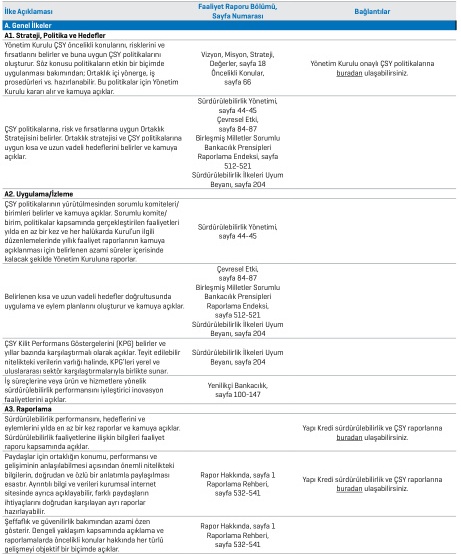 İlke Açıklaması
Faaliyet Raporu Bölümü,
Sayfa Numarası
Bağlantılar
A. Genel İlkeler
A1. Strateji, Politika ve Hedefler
Yönetim Kurulu ÇSY öncelikli konularını, risklerini ve
fırsatlarını belirler ve buna uygun ÇSY politikalarını
oluşturur. Söz konusu politikaların etkin bir biçimde
uygulanması bakımından; Ortaklık içi yönerge, iş
prosedürleri vs. hazırlanabilir. Bu politikalar için Yönetim
Kurulu kararı alır ve kamuya açıklar.
Vizyon, Misyon, Strateji,
Değerler, sayfa 18
Öncelikli Konular,
sayfa 66
Yönetim Kurulu onaylı ÇSY politikalarına
buradan ulaşabilirsiniz.
ÇSY politikalarına, risk ve fırsatlarına uygun Ortaklık
Stratejisini belirler. Ortaklık stratejisi ve ÇSY politikalarına
uygun kısa ve uzun vadeli hedeflerini belirler ve kamuya
açıklar.
Sürdürülebilirlik Yönetimi,
sayfa 44-45
Çevresel Etki,
sayfa 84-87
Birleşmiş Milletler Sorumlu
Bankacılık Prensipleri
Raporlama Endeksi, sayfa
512-521
Sürdürülebilirlik İlkeleri Uyum
Beyanı, sayfa 204
A2. Uygulama/İzleme
ÇSY politikalarının yürütülmesinden sorumlu komiteleri/
birimleri belirler ve kamuya açıklar. Sorumlu komite/
birim, politikalar kapsamında gerçekleştirilen faaliyetleri
yılda en az bir kez ve her halükarda Kurul’un ilgili
düzenlemelerinde yıllık faaliyet raporlarının kamuya
açıklanması için belirlenen azami süreler içerisinde
kalacak şekilde Yönetim Kuruluna raporlar.
Sürdürülebilirlik Yönetimi,
sayfa 44-45
Belirlenen kısa ve uzun vadeli hedefler doğrultusunda
uygulama ve eylem planlarını oluşturur ve kamuya açıklar.
Çevresel Etki,
sayfa 84-87
Birleşmiş Milletler Sorumlu
Bankacılık Prensipleri
Raporlama Endeksi,
sayfa 512-521
Sürdürülebilirlik İlkeleri Uyum
Beyanı, sayfa 204
ÇSY Kilit Performans Göstergelerini (KPG) belirler ve
yıllar bazında karşılaştırmalı olarak açıklar. Teyit edilebilir
nitelikteki verilerin varlığı halinde, KPG’leri yerel ve
uluslararası sektör karşılaştırmalarıyla birlikte sunar.
Sürdürülebilirlik İlkeleri Uyum
Beyanı, sayfa 204
İş süreçlerine veya ürün ve hizmetlere yönelik
sürdürülebilirlik performansını iyileştirici inovasyon
faaliyetlerini açıklar.
Yenilikçi Bankacılık,
sayfa 100-147
A3. Raporlama
Sürdürülebilirlik performansını, hedeflerini ve
eylemlerini yılda en az bir kez raporlar ve kamuya açıklar.
Sürdürülebilirlik faaliyetlerine ilişkin bilgileri faaliyet
raporu kapsamında açıklar.
Yapı Kredi sürdürülebilirlik ve ÇSY raporlarına
buradan ulaşabilirsiniz.
Paydaşlar için ortaklığın konumu, performansı ve
gelişiminin anlaşılabilmesi açısından önemli nitelikteki
bilgilerin, doğrudan ve özlü bir anlatımla paylaşılması
esastır. Ayrıntılı bilgi ve verileri kurumsal internet
sitesinde ayrıca açıklayabilir, farklı paydaşların
ihtiyaçlarını doğrudan karşılayan ayrı raporlar
hazırlayabilir.
Rapor Hakkında, sayfa 1
Raporlama Rehberi,
sayfa 532-541
Yapı Kredi sürdürülebilirlik ve ÇSY raporlarına
buradan ulaşabilirsiniz.
Şeffaflık ve güvenilirlik bakımından azami özen
gösterir. Dengeli yaklaşım kapsamında açıklama ve
raporlamalarda öncelikli konular hakkında her türlü
gelişmeyi objektif bir biçimde açıklar.
Rapor Hakkında, sayfa 1
Raporlama Rehberi,
sayfa 532-541